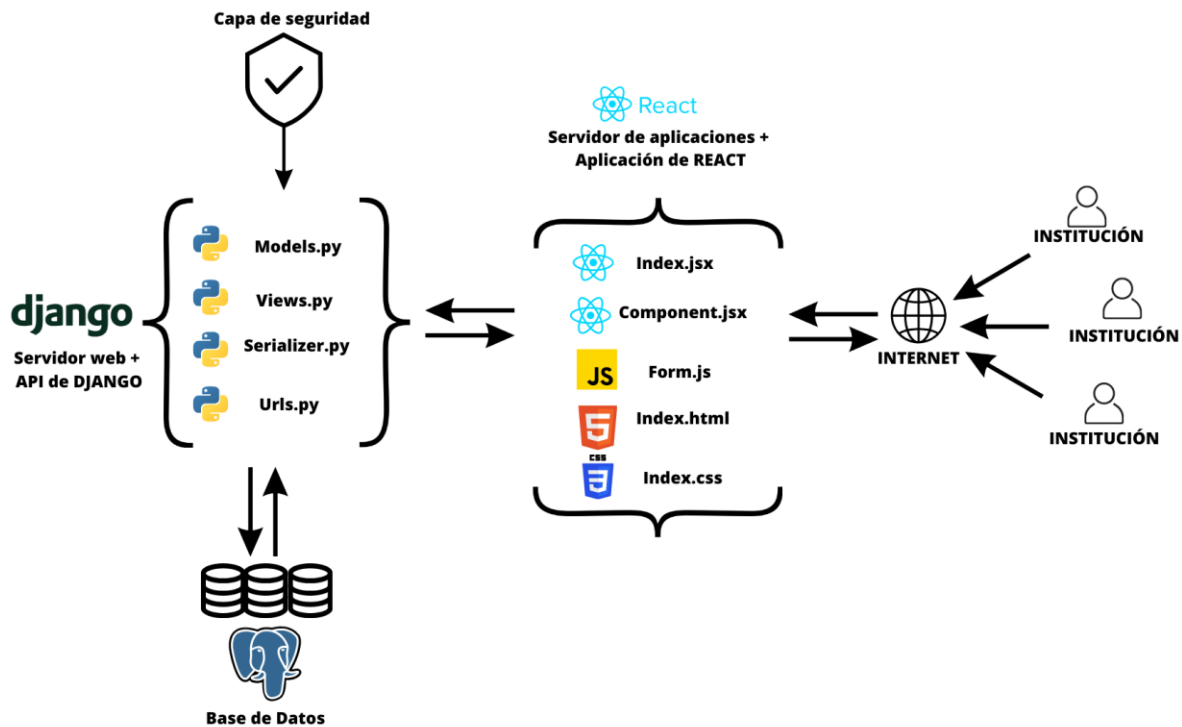 Capa de seguridad
React
Servidor de aplicaciones +
Aplicación de REACT
django
Servidor web +
API de DJANGO
Models.py
Views.py
Serializer.py
Urls.py
Index.jsx
Component.jsx
JS
Form.js
5
Index.html
CSS
3
Index.css
INTERNET
INSTITUCIÓN
INSTITUCIÓN
INSTITUCIÓN
Base de Datos